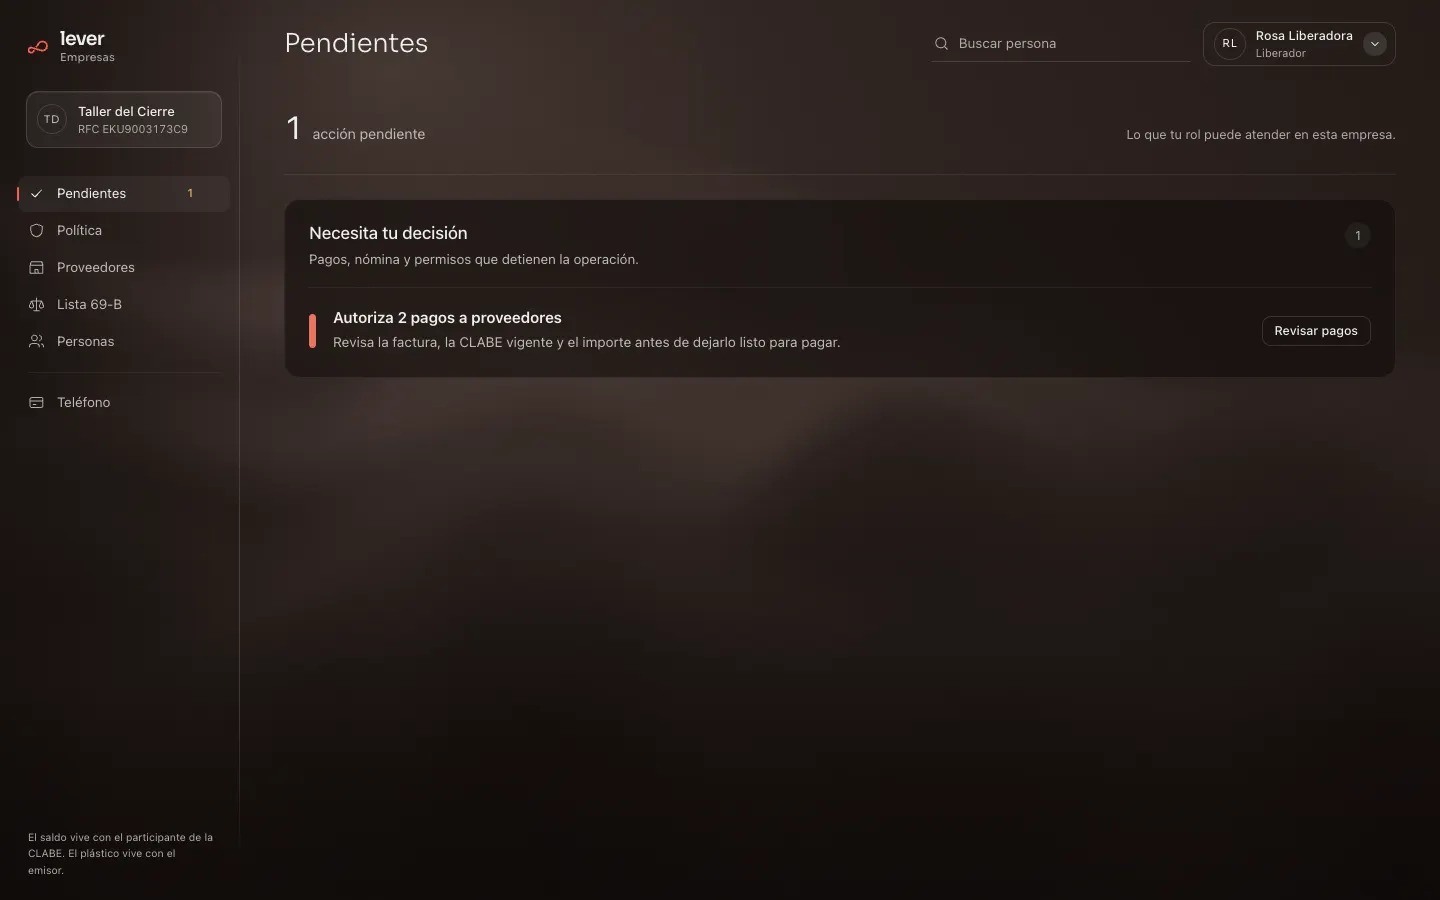 lever
Empresas
TD
Taller del Cierre
RFC EKU9003173C9
Pendientes 1
Política
Proveedores
Lista 69-B
Personas
Teléfono
El saldo vive con el participante de la
CLABE. El plástico vive con el
emisor.
Pendientes
Buscar persona
RL
Rosa Liberadora
Liberador
1 acción pendiente
Lo que tu rol puede atender en esta empresa.
Necesita tu decisión
1
Pagos, nómina y permisos que detienen la operación.
Autoriza 2 pagos a proveedores
Revisa la factura, la CLABE vigente y el importe antes de dejarlo listo para pagar.
Revisar pagos